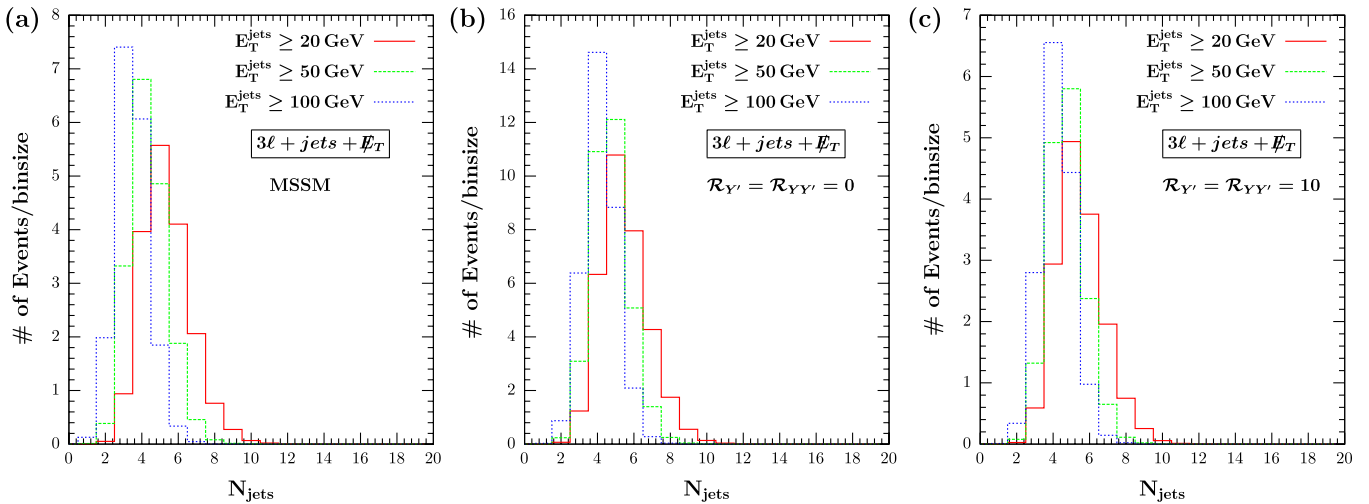 (a)
# of Events/binsize
8
7
6
5
4
3
2
1
0
E_T^jets ≥ 20 GeV
E_T^jets ≥ 50 GeV
E_T^jets ≥ 100 GeV
3ℓ + jets + E̸_T
MSSM
0 2 4 6 8 10 12 14 16 18 20
N_jets
(b)
# of Events/binsize
16
14
12
10
8
6
4
2
0
E_T^jets ≥ 20 GeV
E_T^jets ≥ 50 GeV
E_T^jets ≥ 100 GeV
3ℓ + jets + E̸_T
R_Y′ = R_YY′ = 0
0 2 4 6 8 10 12 14 16 18 20
N_jets
(c)
# of Events/binsize
7
6
5
4
3
2
1
0
E_T^jets ≥ 20 GeV
E_T^jets ≥ 50 GeV
E_T^jets ≥ 100 GeV
3ℓ + jets + E̸_T
R_Y′ = R_YY′ = 10
0 2 4 6 8 10 12 14 16 18 20
N_jets